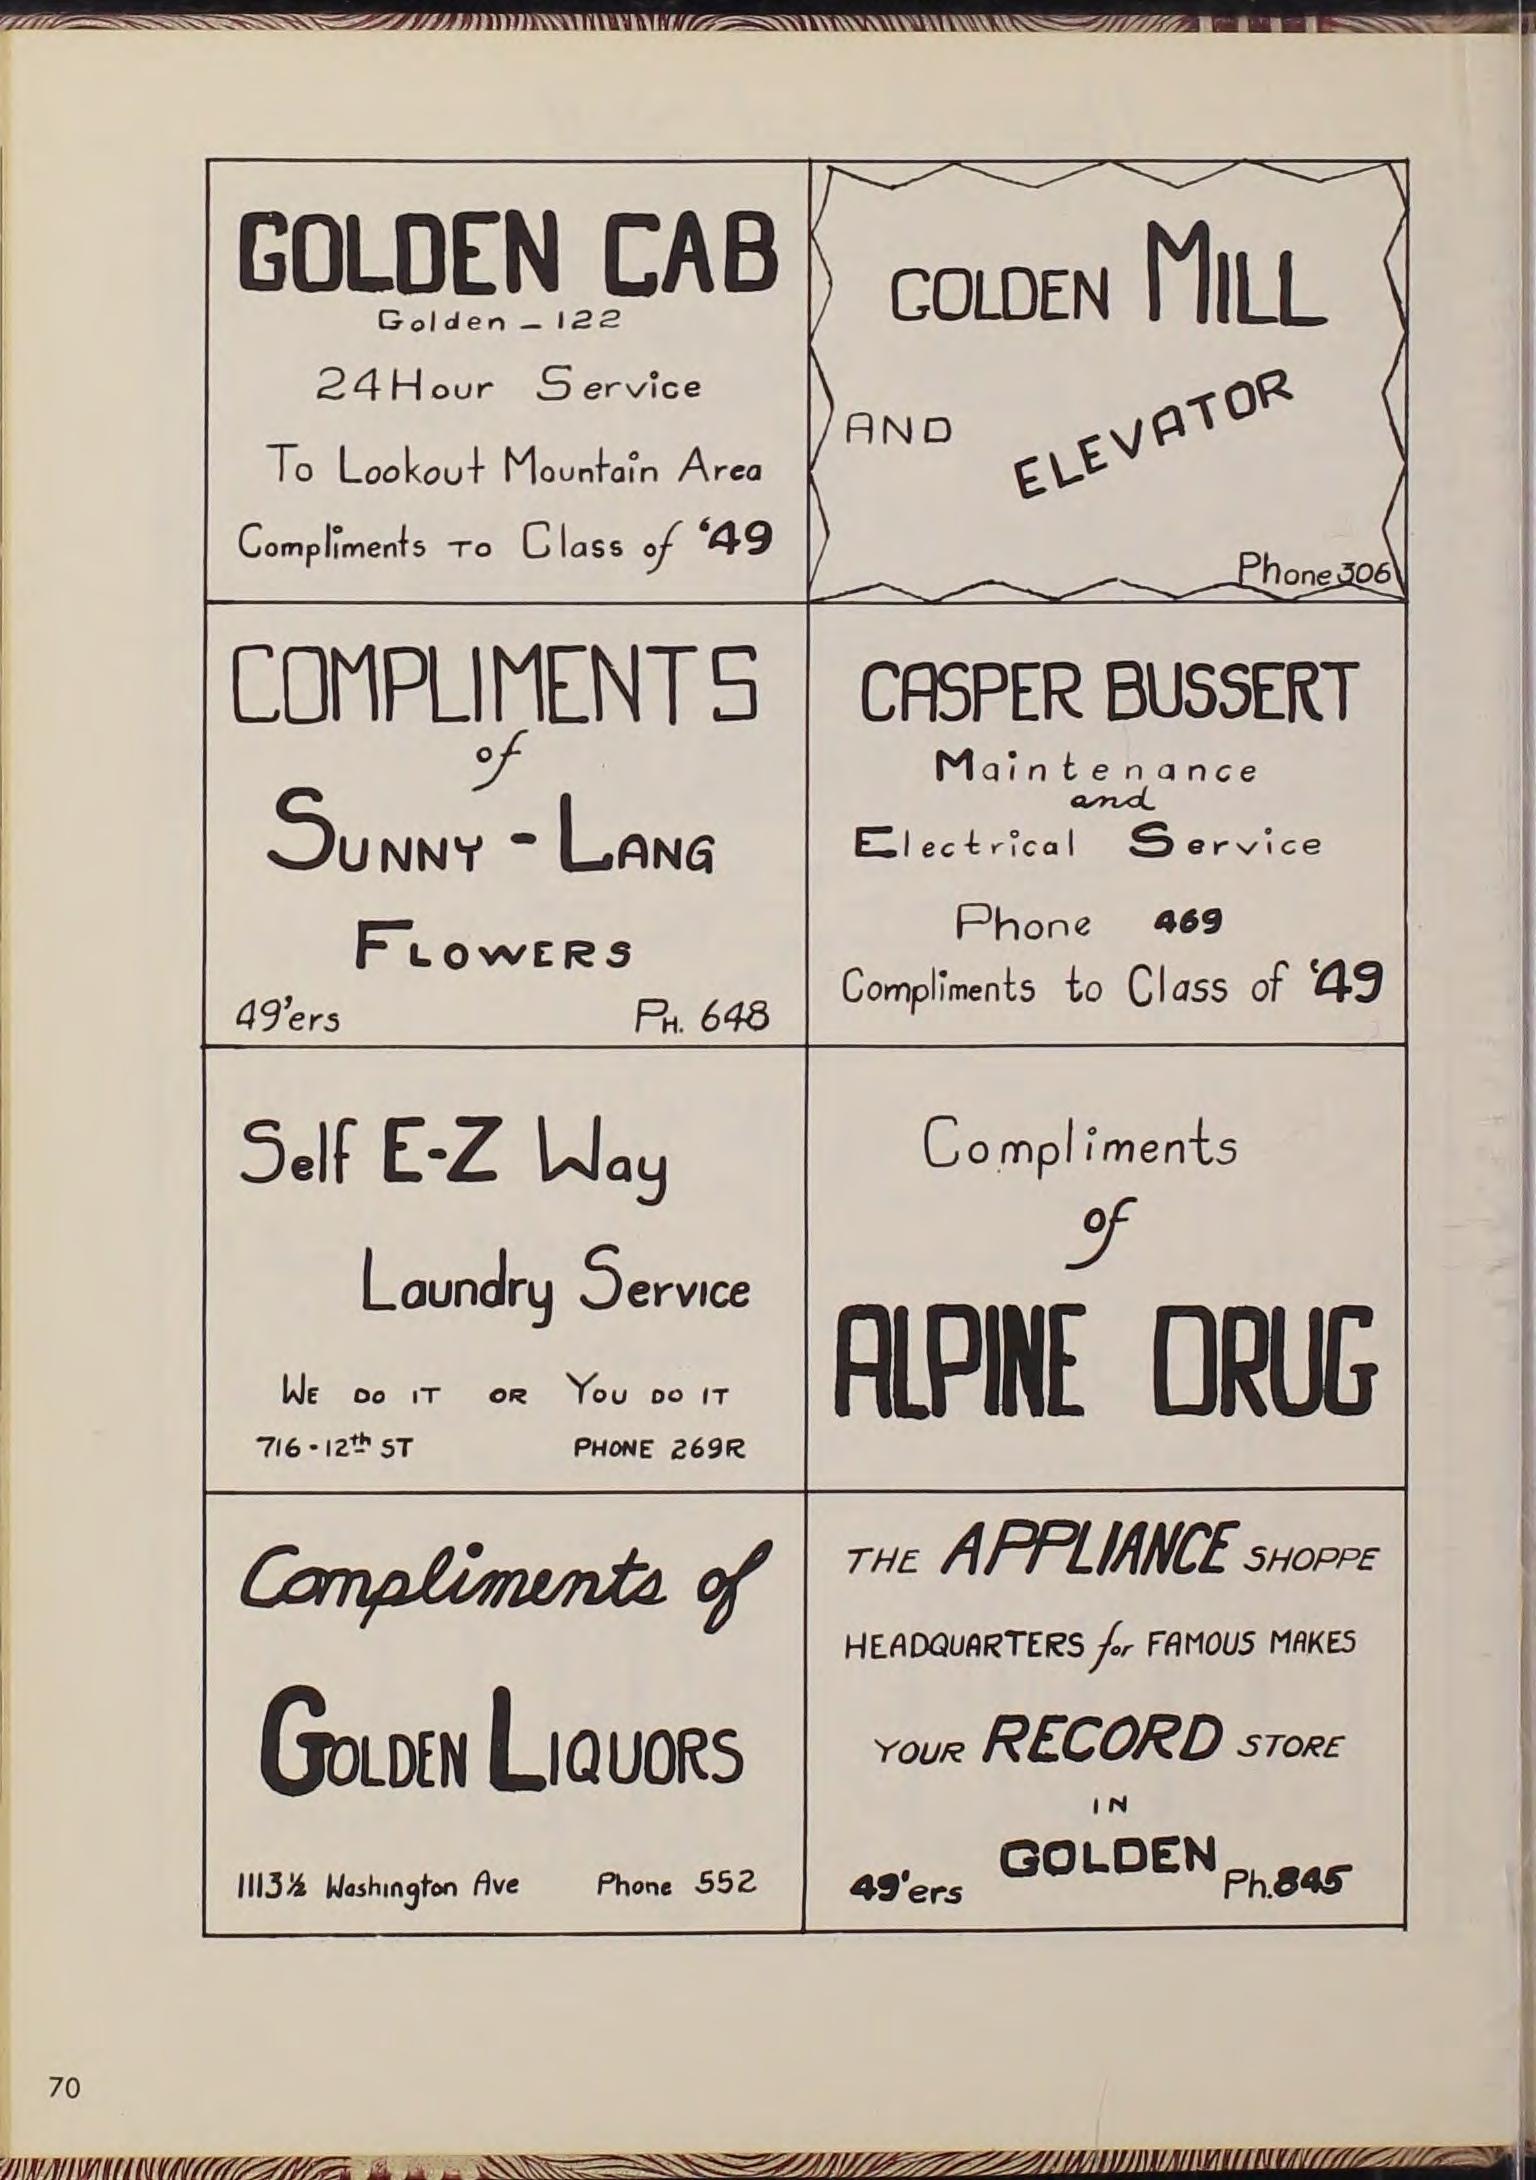 GOLDEN CAB
Golden - 122
24 Hour Service
To Lookout Mountain Area
Compliments To Class of '49
GOLDEN MILL
AND ELEVATOR
Phone 306
COMPLIMENTS
of
SUNNY - LANG
FLOWERS
49'ers PH. 648
CASPER BUSSERT
Maintenance
and
Electrical Service
Phone 469
Compliments to Class of '49
Self E-Z Way
Laundry Service
WE DO IT OR YOU DO IT
716 - 12th ST PHONE 269R
Compliments
of
ALPINE DRUG
Compliments of
GOLDEN LIQUORS
1113½ Washington Ave Phone 552
THE APPLIANCE SHOPPE
HEADQUARTERS for FAMOUS MAKES
YOUR RECORD STORE
IN
GOLDEN
49'ers Ph. 845
70